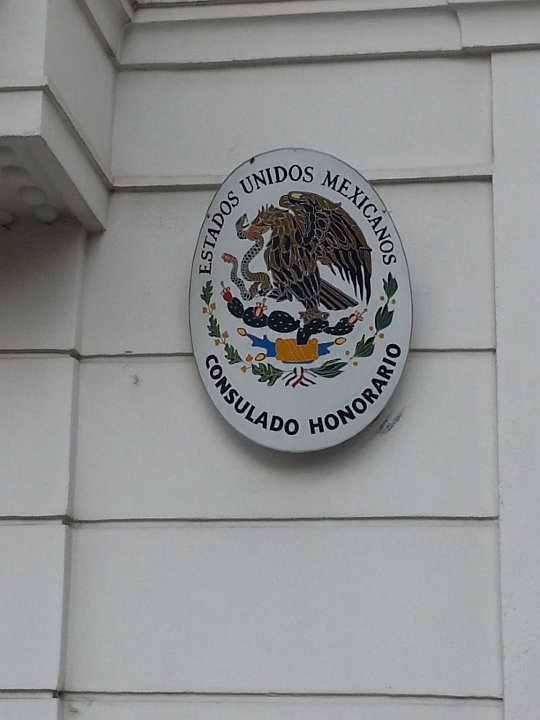 ESTADOS UNIDOS MEXICANOS
CONSULADO HONORARIO